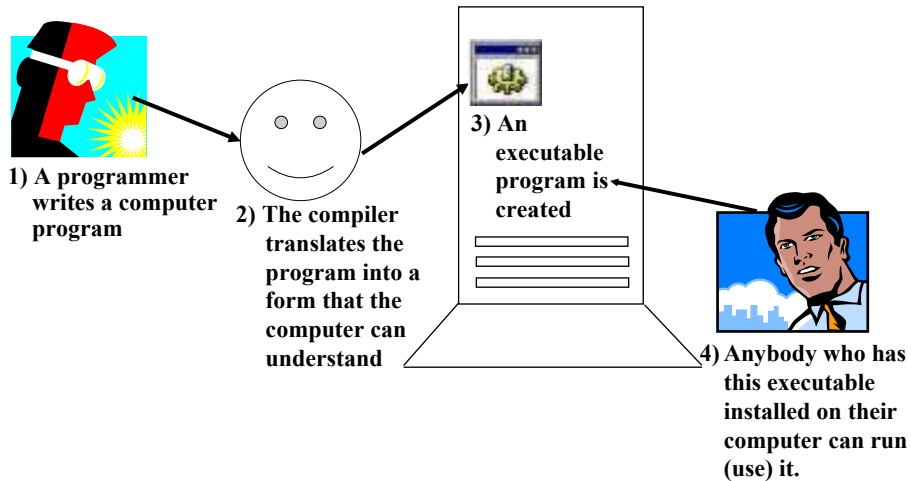 1) A programmer
writes a computer
program
2) The compiler
translates the
program into a
form that the
computer can
understand
3) An
executable
program is
created
4) Anybody who has
this executable
installed on their
computer can run
(use) it.